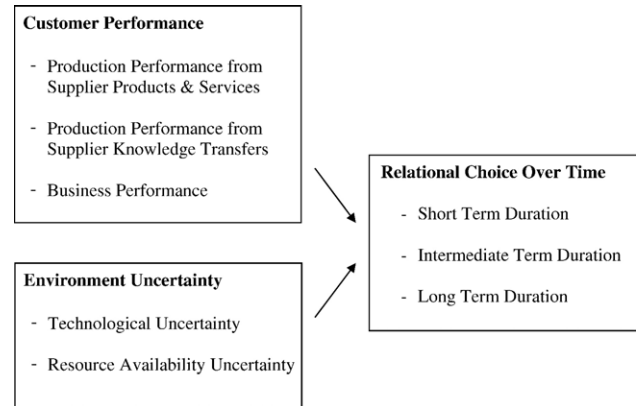 Customer Performance
- Production Performance from
Supplier Products & Services
- Production Performance from
Supplier Knowledge Transfers
- Business Performance
Environment Uncertainty
- Technological Uncertainty
- Resource Availability Uncertainty
Relational Choice Over Time
- Short Term Duration
- Intermediate Term Duration
- Long Term Duration